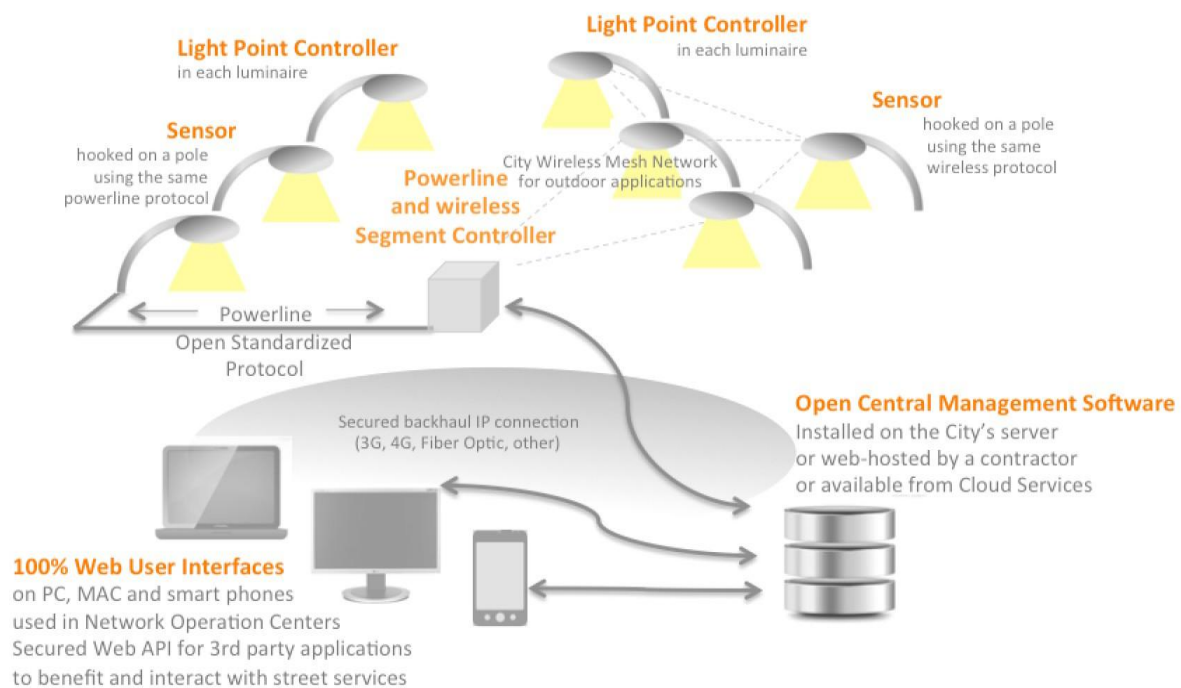 Light Point Controller
in each luminaire
Light Point Controller
in each luminaire
Sensor
hooked on a pole
using the same
powerline protocol
Sensor
hooked on a pole
using the same
wireless protocol
City Wireless Mesh Network
for outdoor applications
Powerline
and wireless
Segment Controller
Powerline
Open Standardized
Protocol
Secured backhaul IP connection
(3G, 4G, Fiber Optic, other)
Open Central Management Software
Installed on the City's server
or web-hosted by a contractor
or available from Cloud Services
100% Web User Interfaces
on PC, MAC and smart phones
used in Network Operation Centers
Secured Web API for 3rd party applications
to benefit and interact with street services